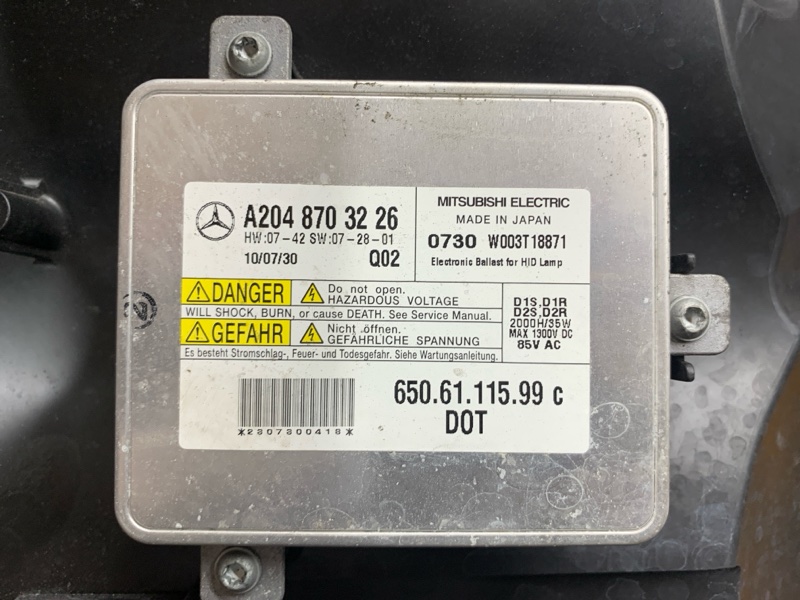 A204 870 32 26
HW:07-42 SW:07-28-01
10/07/30 Q02
MITSUBISHI ELECTRIC
MADE IN JAPAN
0730 W003T18871
Electronic Ballast for HID Lamp
DANGER Do not open.
HAZARDOUS VOLTAGE
WILL SHOCK, BURN, or cause DEATH. See Service Manual.
GEFAHR Nicht öffnen.
GEFÄHRLICHE SPANNUNG
Es besteht Stromschlag-, Feuer- und Todesgefahr. Siehe Wartungsanleitung.
D1S,D1R
D2S,D2R
2000H/35W
MAX 1300V DC
85V AC
*2307300418*
650.61.115.99 c
DOT